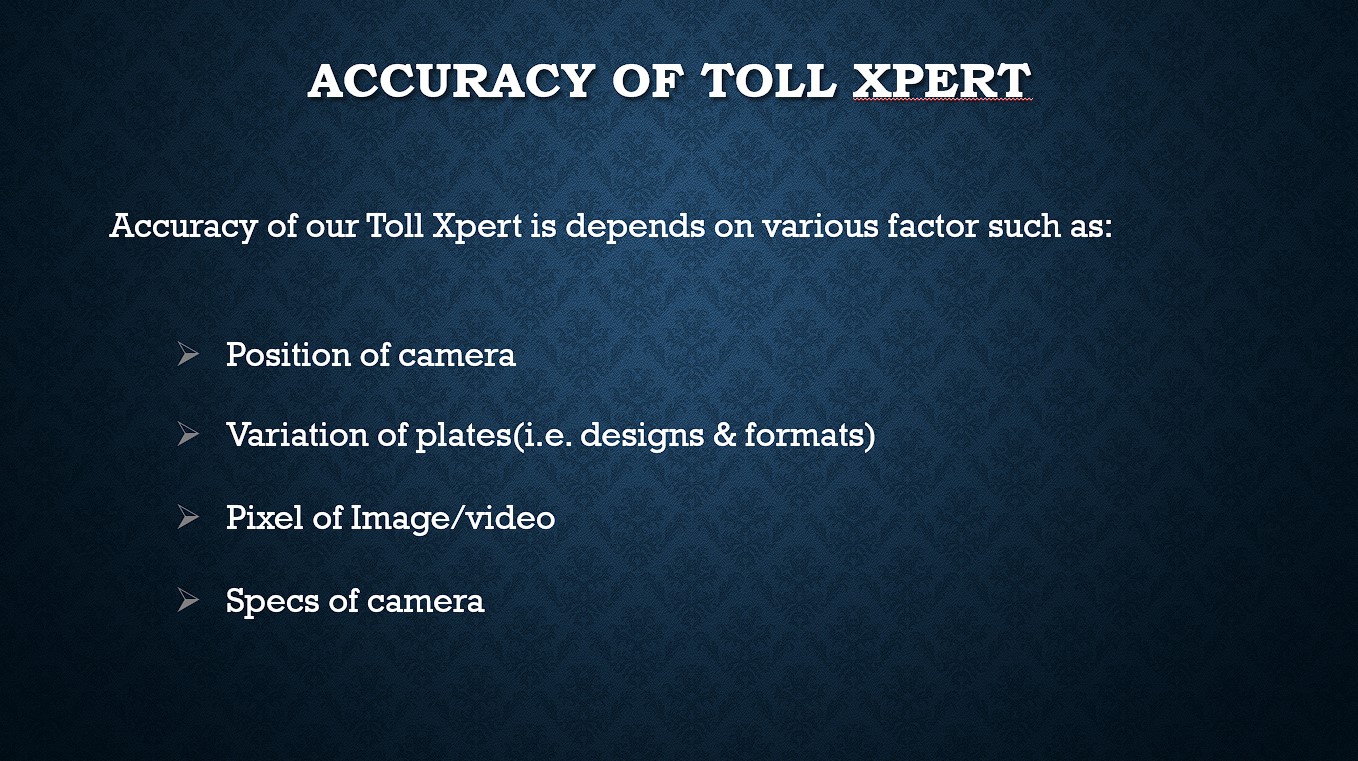 ACCURACY OF TOLL XPERT
Accuracy of our Toll Xpert is depends on various factor such as:
Position of camera
Variation of plates(i.e. designs & formats)
Pixel of Image/video
Specs of camera